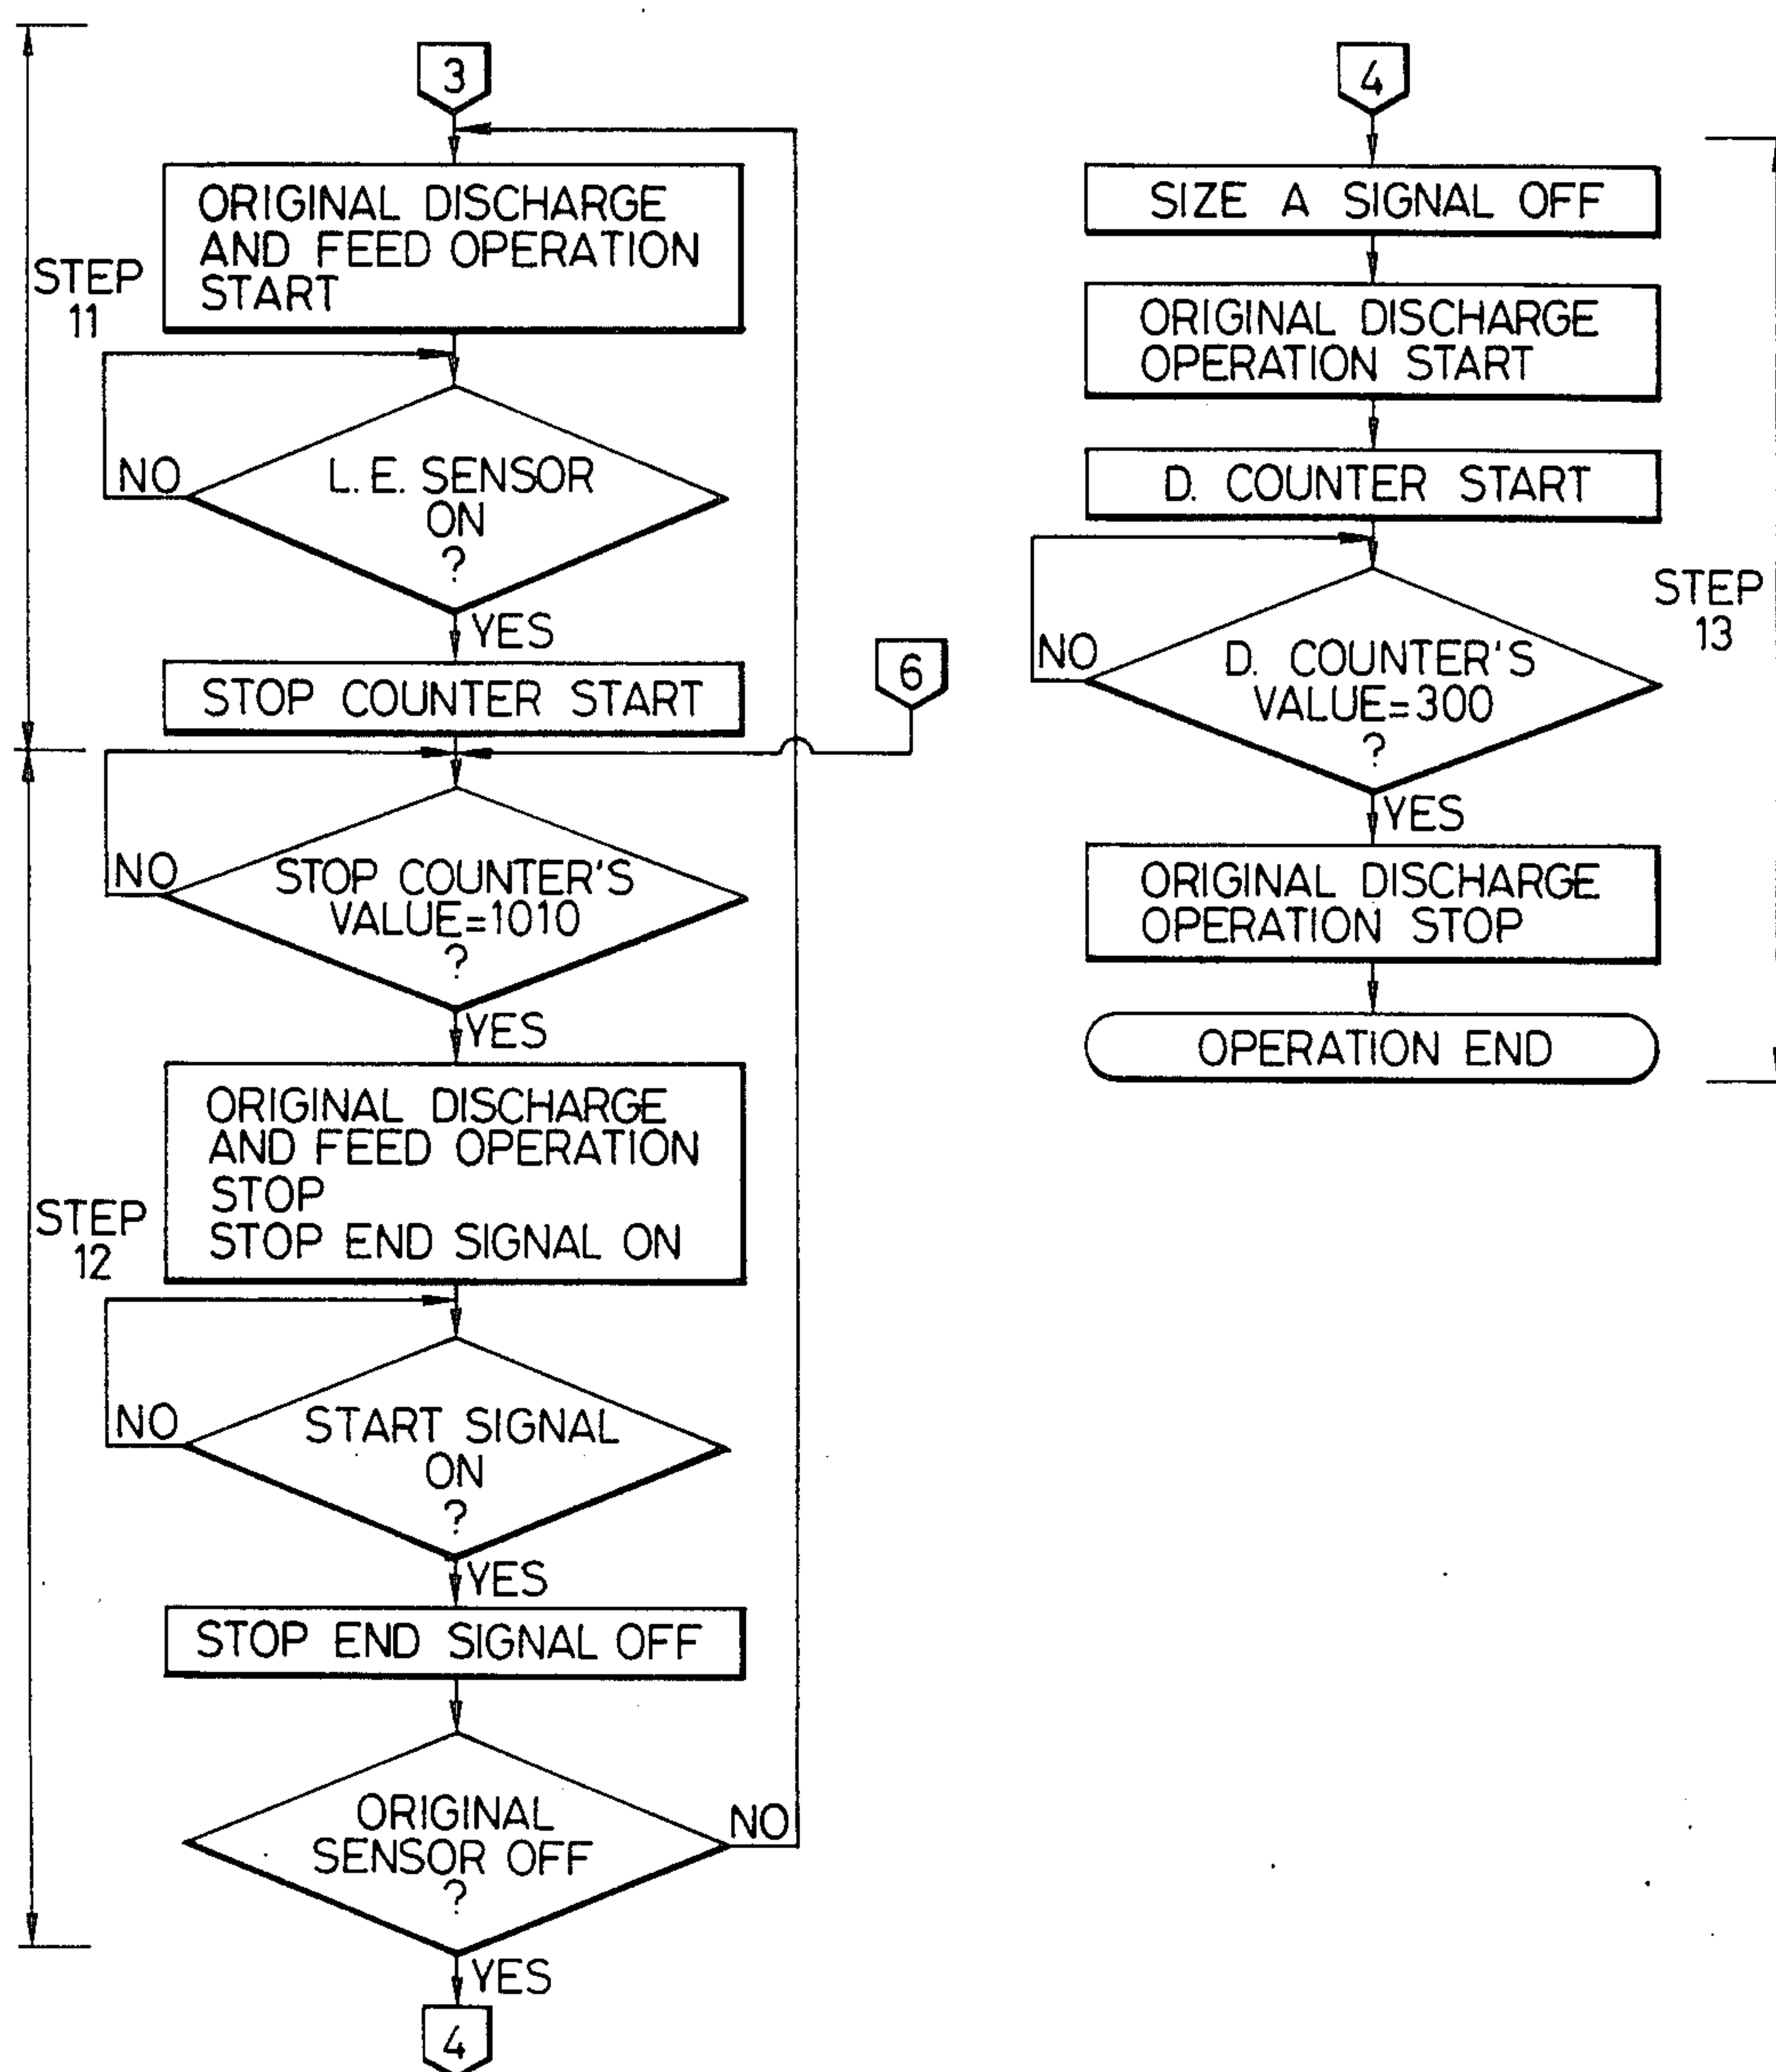 3
ORIGINAL DISCHARGE
AND FEED OPERATION
START
STEP
11
NO
L. E. SENSOR
ON
?
YES
STOP COUNTER START
6
NO
STOP COUNTER'S
VALUE=1010
?
YES
ORIGINAL DISCHARGE
AND FEED OPERATION
STOP
STOP END SIGNAL ON
STEP
12
NO
START SIGNAL
ON
?
YES
STOP END SIGNAL OFF
ORIGINAL
SENSOR OFF
?
NO
YES
4
4
SIZE A SIGNAL OFF
ORIGINAL DISCHARGE
OPERATION START
D. COUNTER START
STEP
13
NO
D. COUNTER'S
VALUE=300
?
YES
ORIGINAL DISCHARGE
OPERATION STOP
OPERATION END